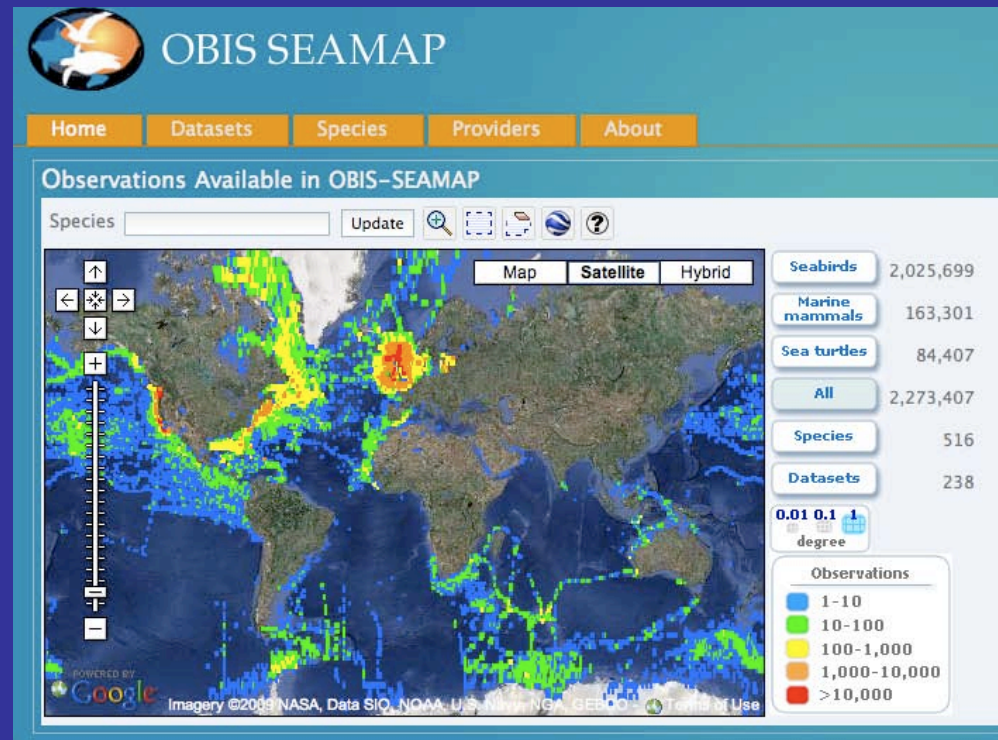 OBIS SEAMAP
Home Datasets Species Providers About
Observations Available in OBIS-SEAMAP
Species Update ?
Map Satellite Hybrid
Seabirds 2,025,699
Marine mammals 163,301
Sea turtles 84,407
All 2,273,407
Species 516
Datasets 238
0.01 0.1 1
degree
Observations
1-10
10-100
100-1,000
1,000-10,000
>10,000
POWERED BY
Google
Imagery ©2009 NASA, Data SIO, NOAA, U.S. Navy, NGA, GEBCO - Terms of Use